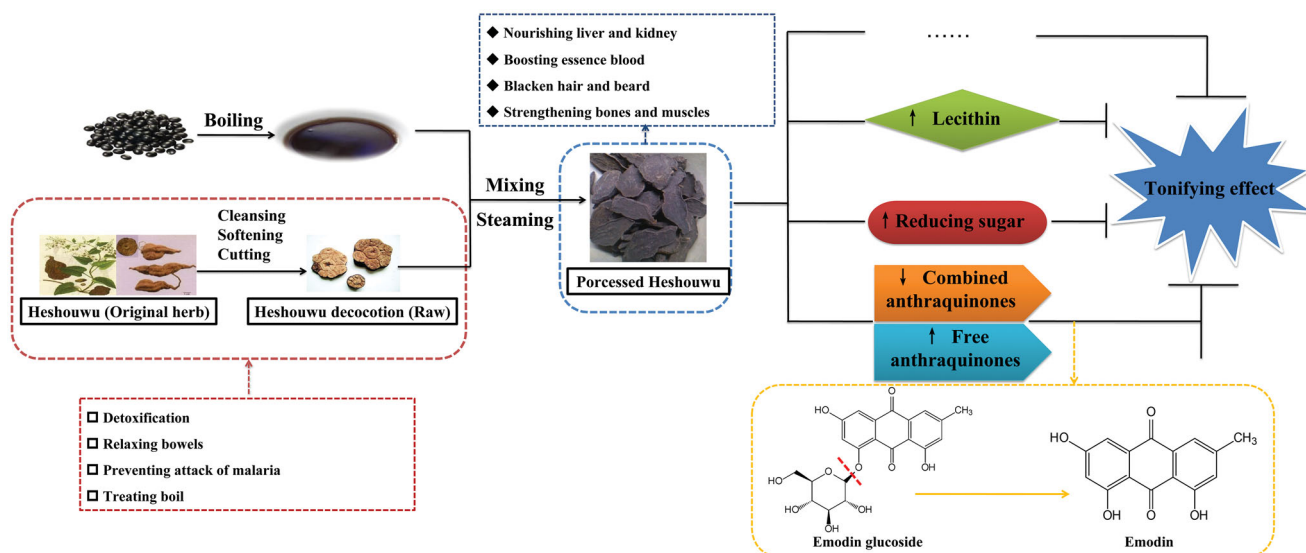 ◆ Nourishing liver and kidney
◆ Boosting essence blood
◆ Blacken hair and beard
◆ Strengthening bones and muscles
Boiling
Mixing
Steaming
Cleansing
Softening
Cutting
Heshouwu (Original herb)
Heshouwu decocotion (Raw)
Porcessed Heshouwu
☐ Detoxification
☐ Relaxing bowels
☐ Preventing attack of malaria
☐ Treating boil
......
↑ Lecithin
↑ Reducing sugar
↓ Combined
anthraquinones
↑ Free
anthraquinones
Tonifying effect
O
HO
CH₃
O
O
OH
HO
O
HO
OH
OH
Emodin glucoside
O
HO
CH₃
OH
O
OH
Emodin